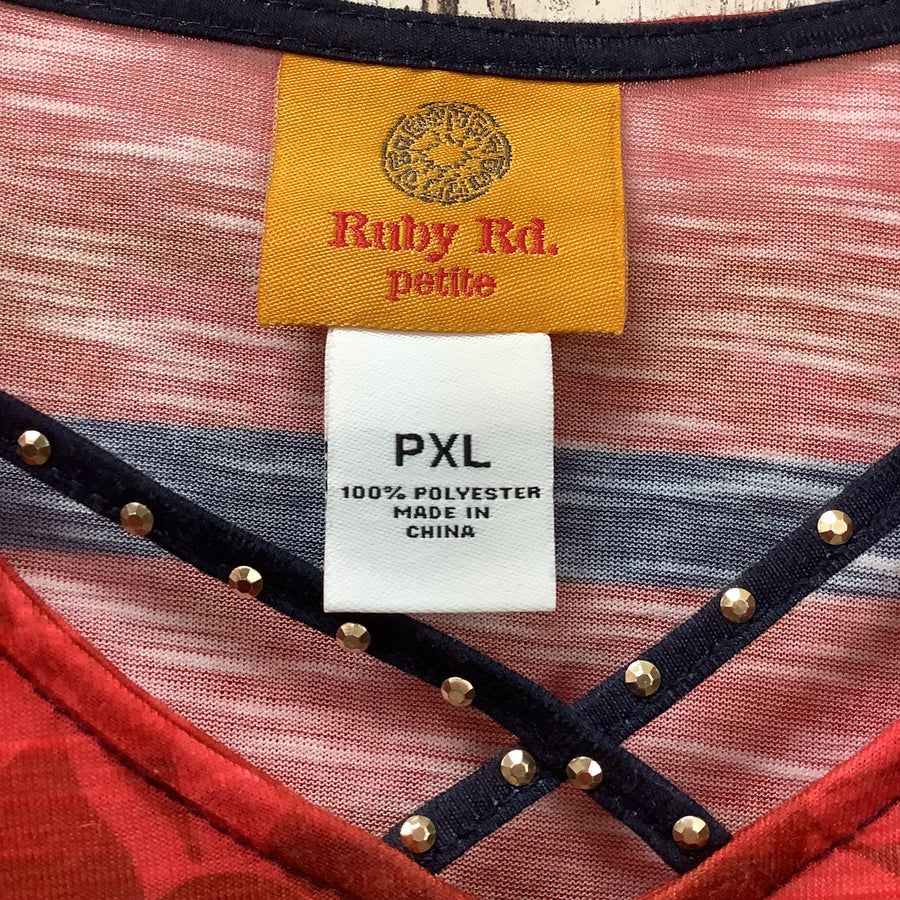 Ruby Rd.
petite
PXL
100% POLYESTER
MADE IN
CHINA